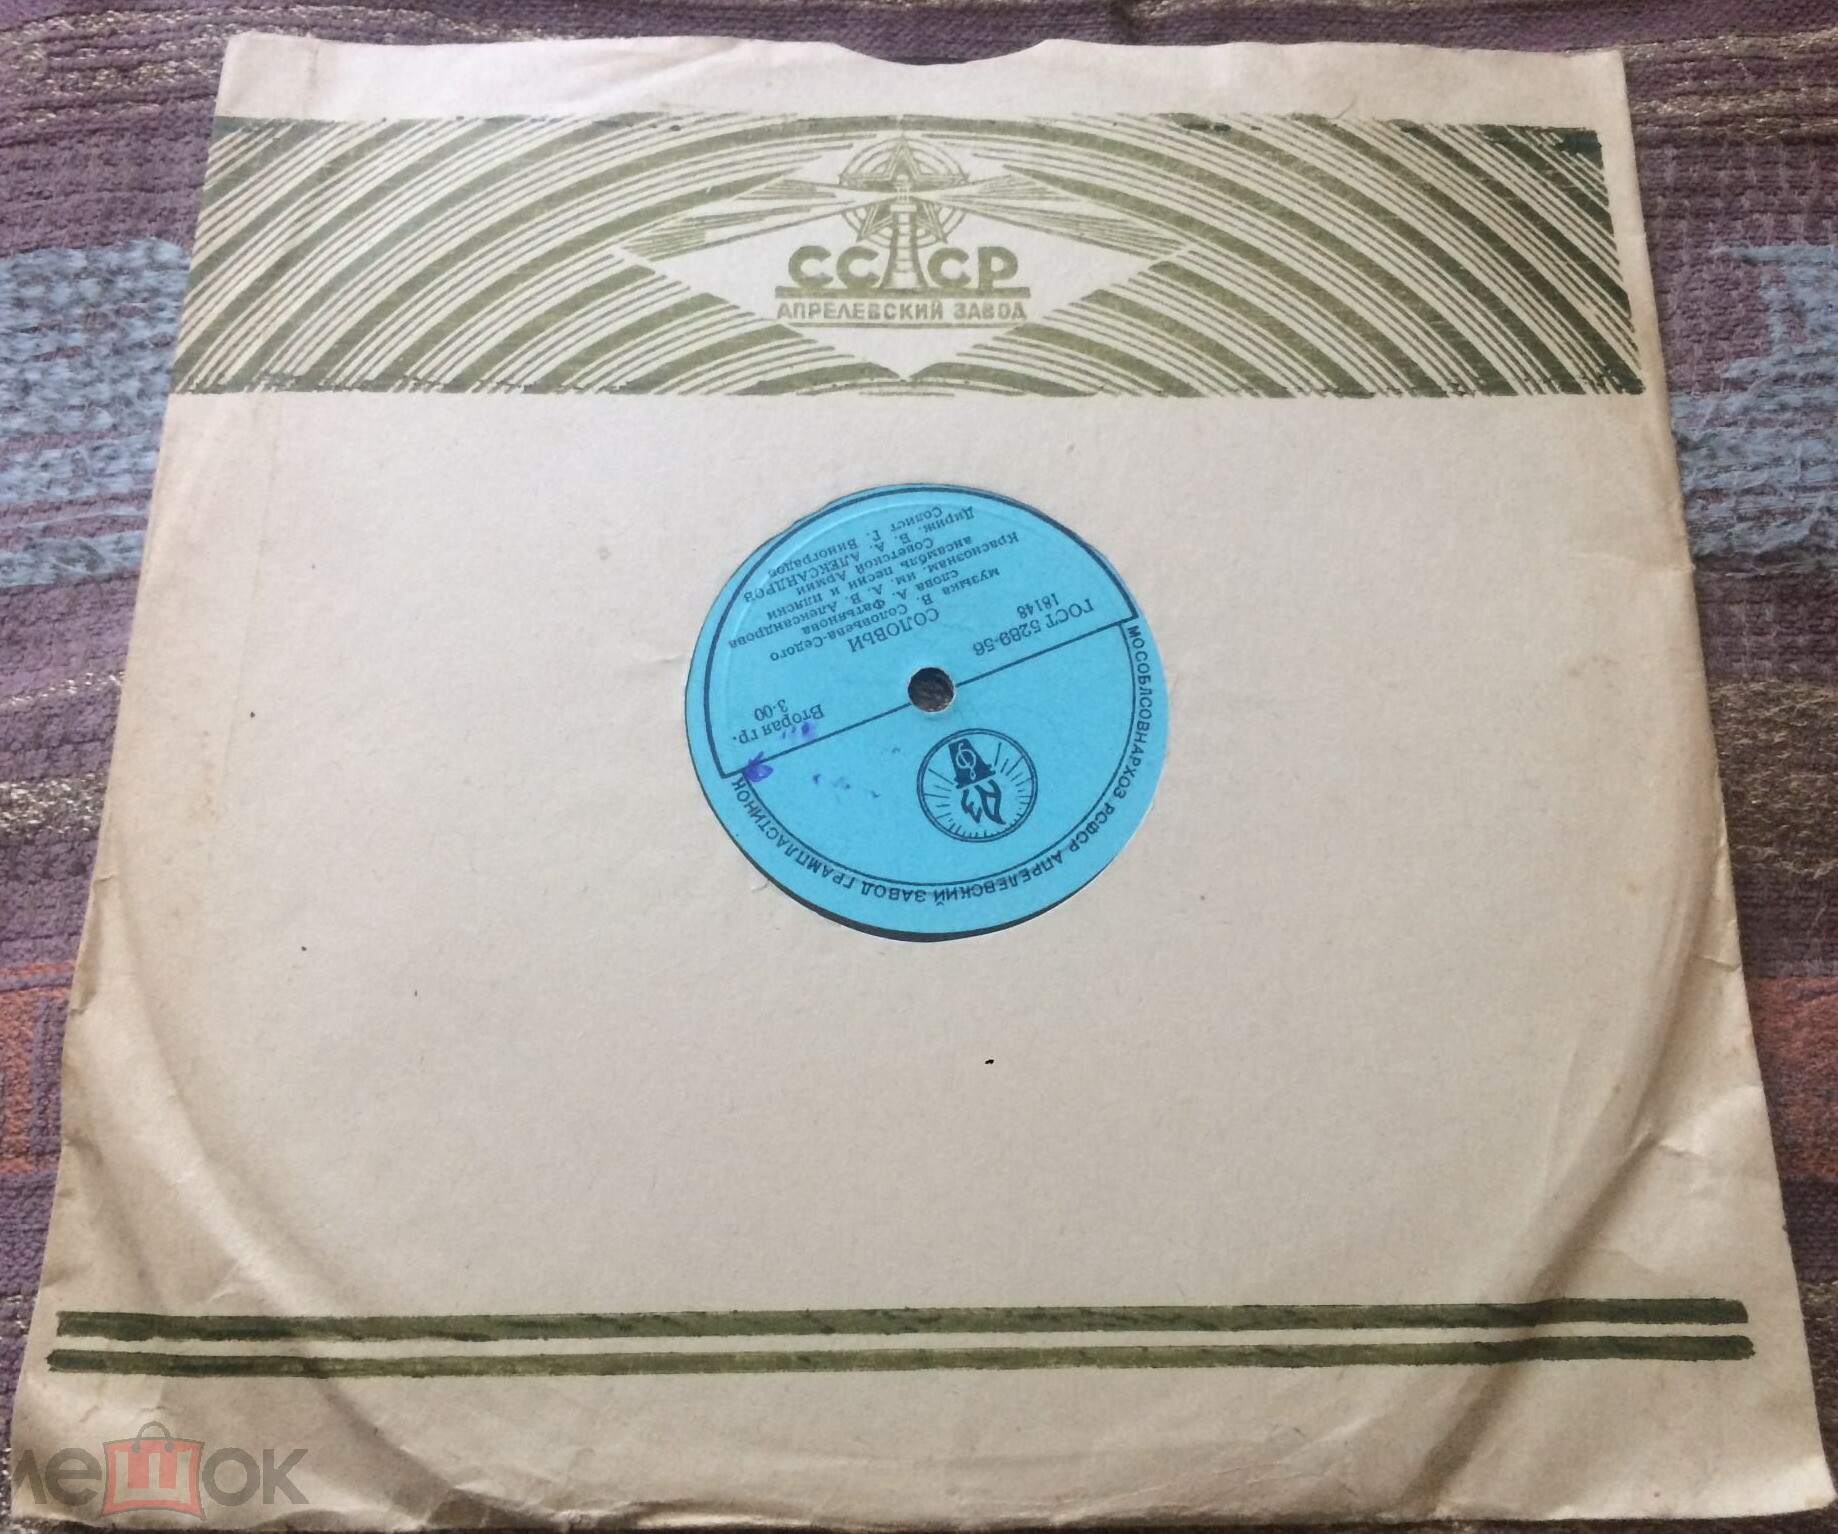 СССР
АПРЕЛЕВСКИЙ ЗАВОД
МОСОБЛСОВНАРХОЗ РСФСР АПРЕЛЕВСКИЙ ЗАВОД ГРАМПЛАСТИНОК
ГОСТ 5289-56
18148
Вторая гр.
3-00
СОЛОВЬИ
музыка В. Соловьева-Седого
слова А. Фатьянова
Краснознам. им. А. В. Александрова
ансамбль песни и пляски
Советской Армии
Дириж. Б. А. АЛЕКСАНДРОВ
Солист Г. Виноградов
мешок